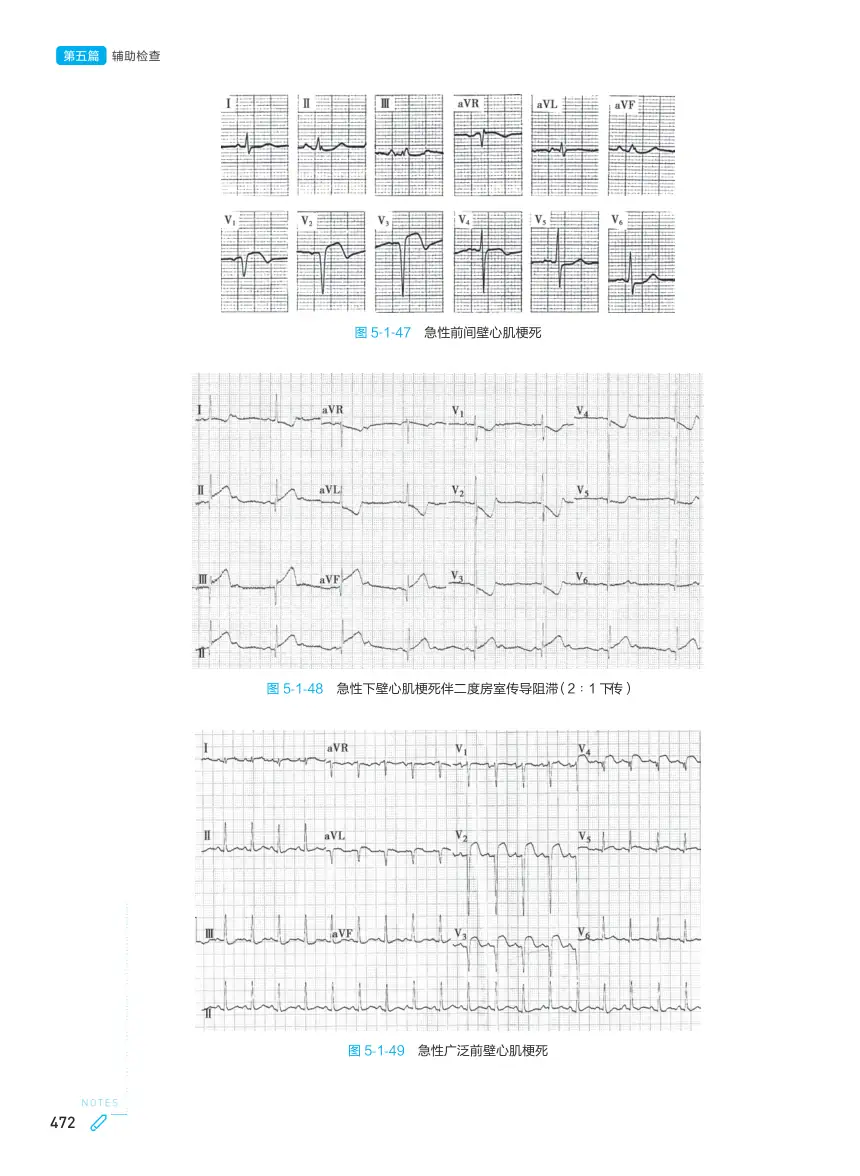 第五篇 辅助检查
Ⅰ Ⅱ Ⅲ aVR aVL aVF
V₁ V₂ V₃ V₄ V₅ V₆
图 5-1-47 急性前间壁心肌梗死
Ⅰ aVR V₁ V₄
Ⅱ aVL V₂ V₅
Ⅲ aVF V₃ V₆
Ⅱ
图 5-1-48 急性下壁心肌梗死伴二度房室传导阻滞(2∶1下传)
Ⅰ aVR V₁ V₄
Ⅱ aVL V₂ V₅
Ⅲ aVF V₃ V₆
Ⅱ
图 5-1-49 急性广泛前壁心肌梗死
NOTES
472